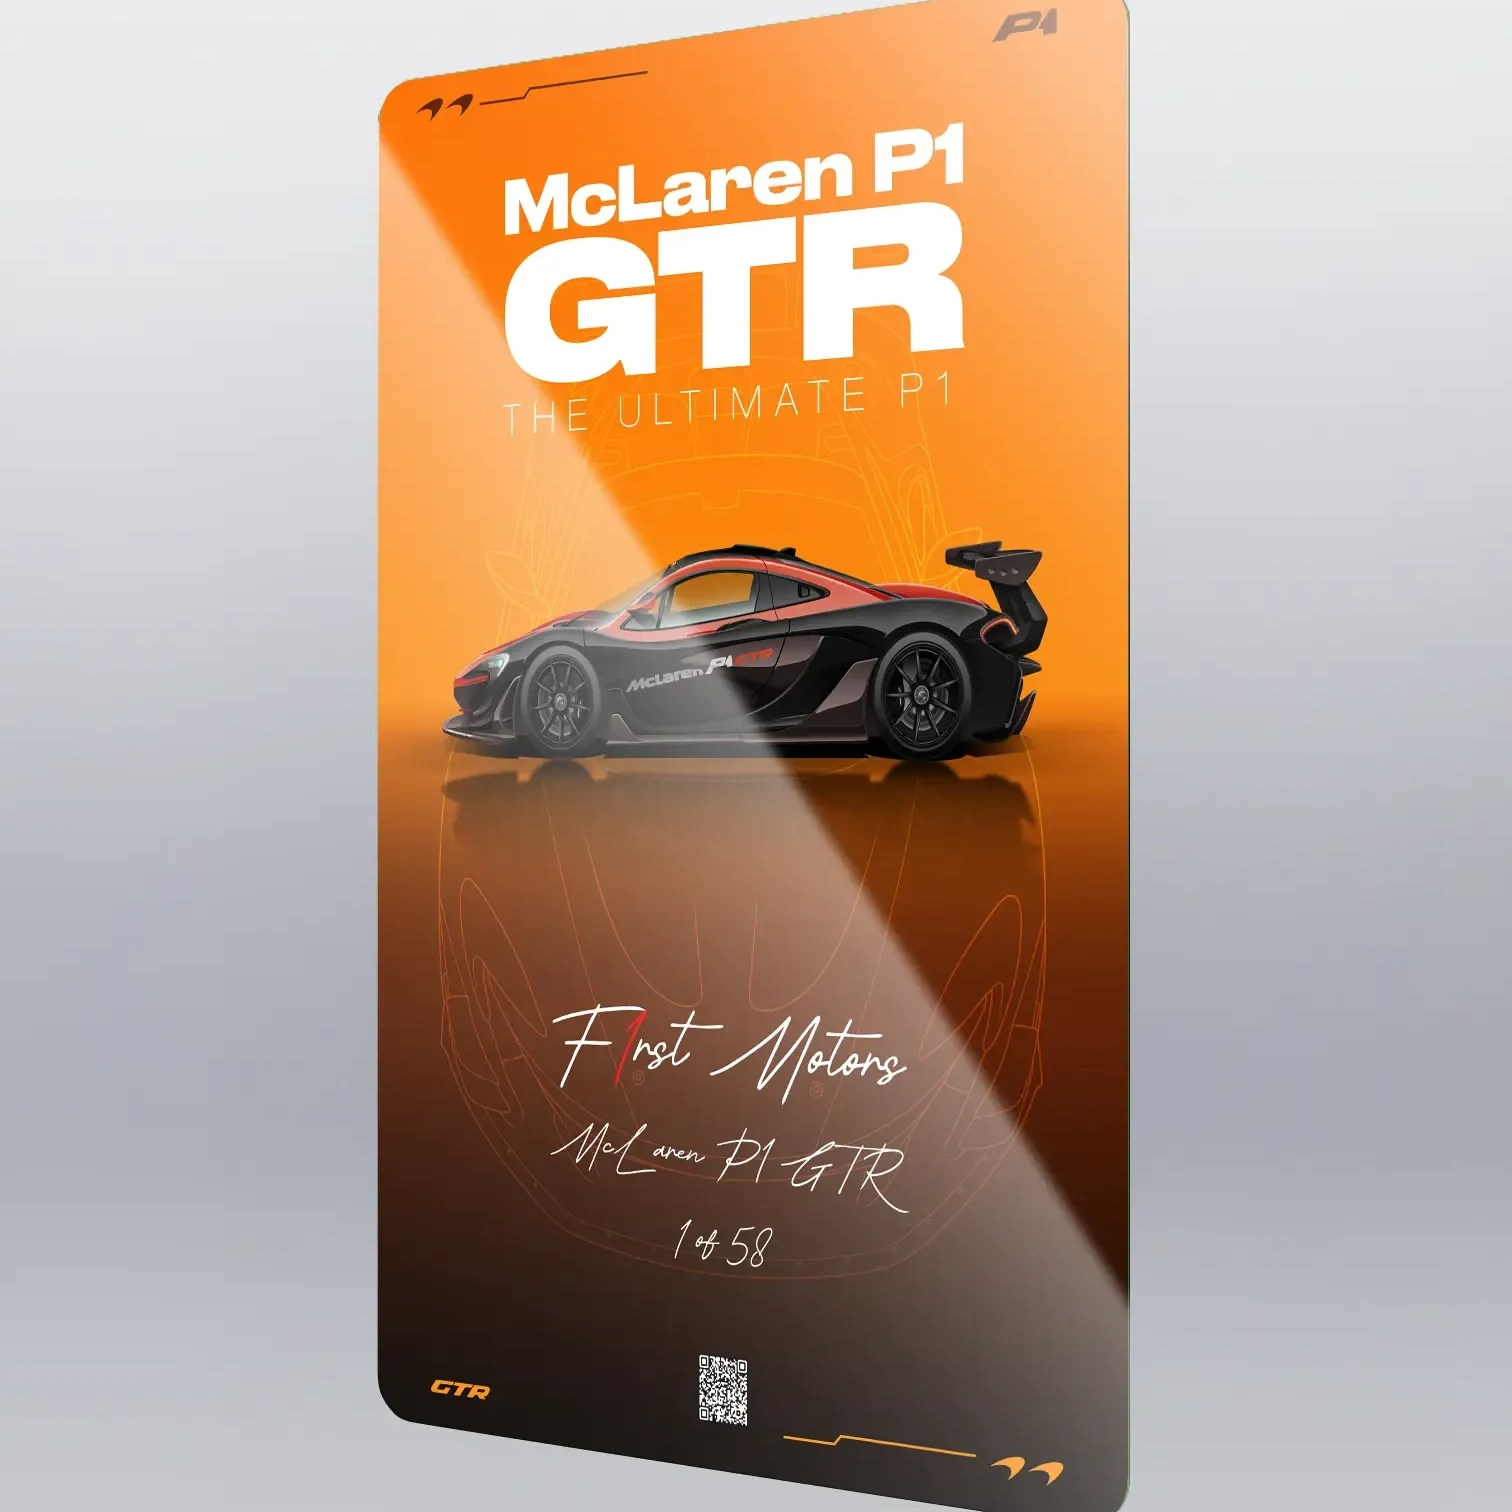 P1
McLaren P1
GTR
THE ULTIMATE P1
McLaren P1 GTR
F1rst Motors
McLaren P1 GTR
1 of 58
GTR